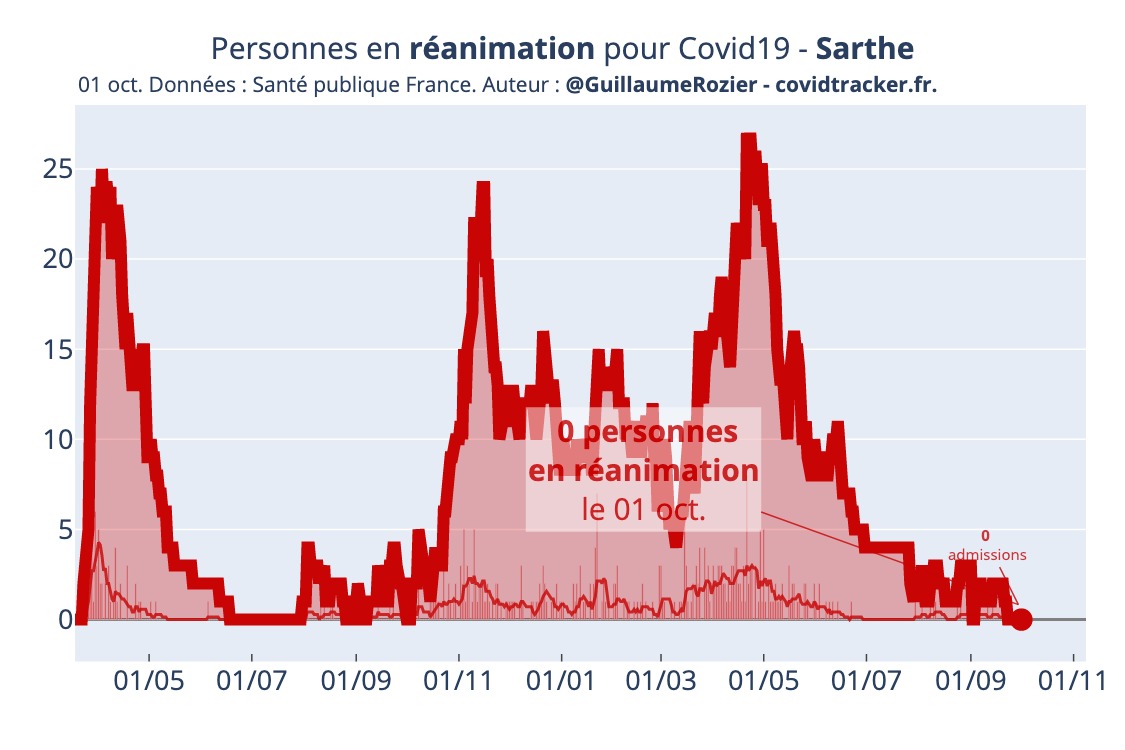 Personnes en réanimation pour Covid19 - Sarthe
01 oct. Données : Santé publique France. Auteur : @GuillaumeRozier - covidtracker.fr.
25
20
15
10
5
0
0 personnes
en réanimation
le 01 oct.
0
admissions
01/05
01/07
01/09
01/11
01/01
01/03
01/05
01/07
01/09
01/11